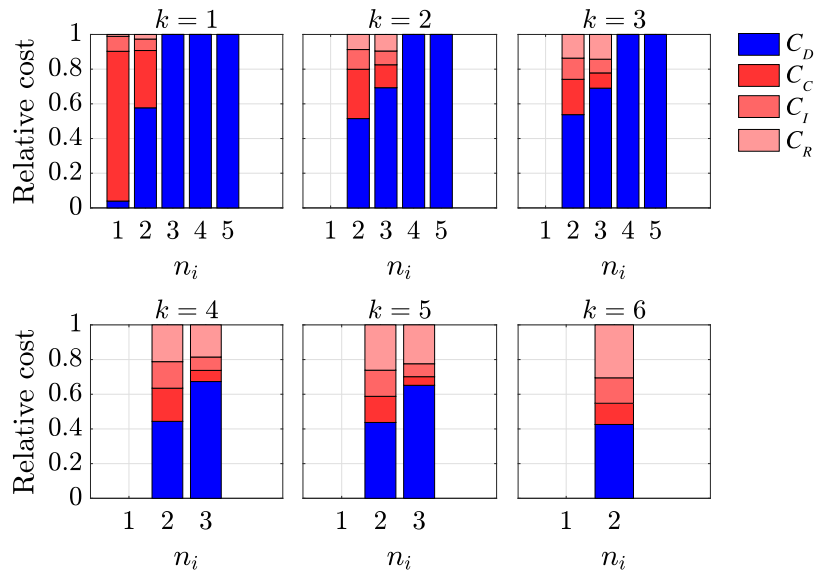 k = 1
k = 2
k = 3
Relative cost
1
0.8
0.6
0.4
0.2
0
1 2 3 4 5
1 2 3 4 5
1 2 3 4 5
n_i
n_i
n_i
C_D
C_C
C_I
C_R
k = 4
k = 5
k = 6
Relative cost
1
0.8
0.6
0.4
0.2
0
1 2 3
1 2 3
1 2
n_i
n_i
n_i